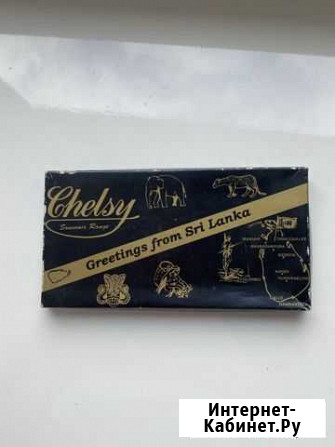 Chelsy
Souvenir Range
Greetings from Sri Lanka
Интернет-
Кабинет.Ру